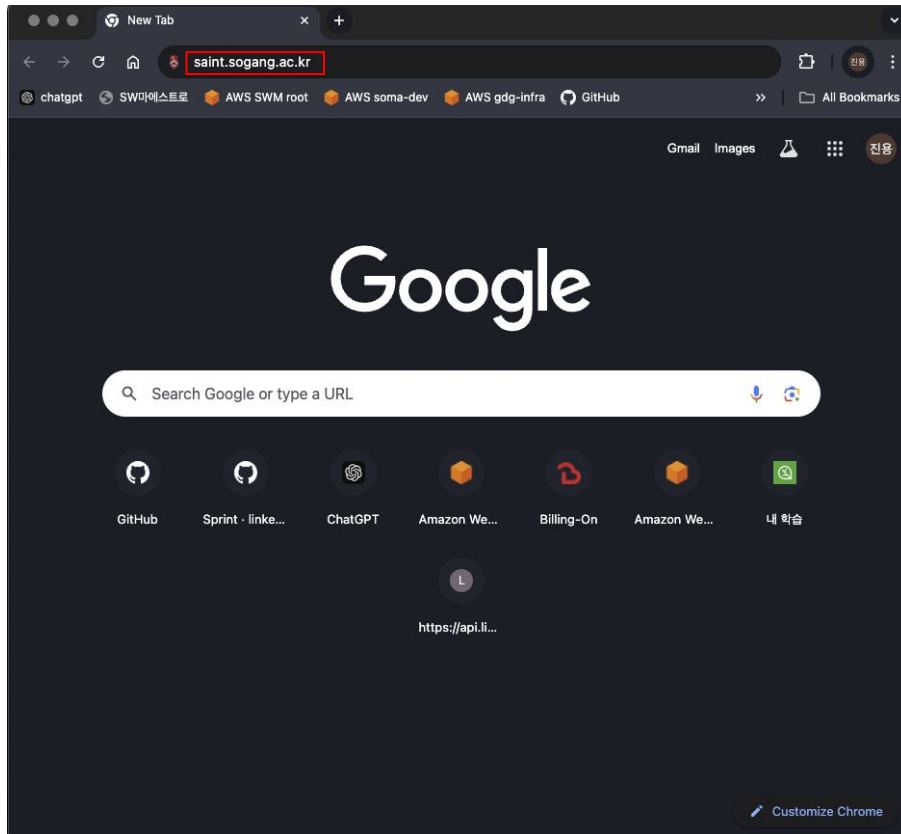 New Tab
saint.sogang.ac.kr
진용
chatgpt SW마에스트로 AWS SWM root AWS soma-dev AWS gdg-infra GitHub » All Bookmarks
Gmail Images 진용
Google
Search Google or type a URL
GitHub Sprint · linke... ChatGPT Amazon We... Billing-On Amazon We... 내 학습
L
https://api.li...
Customize Chrome